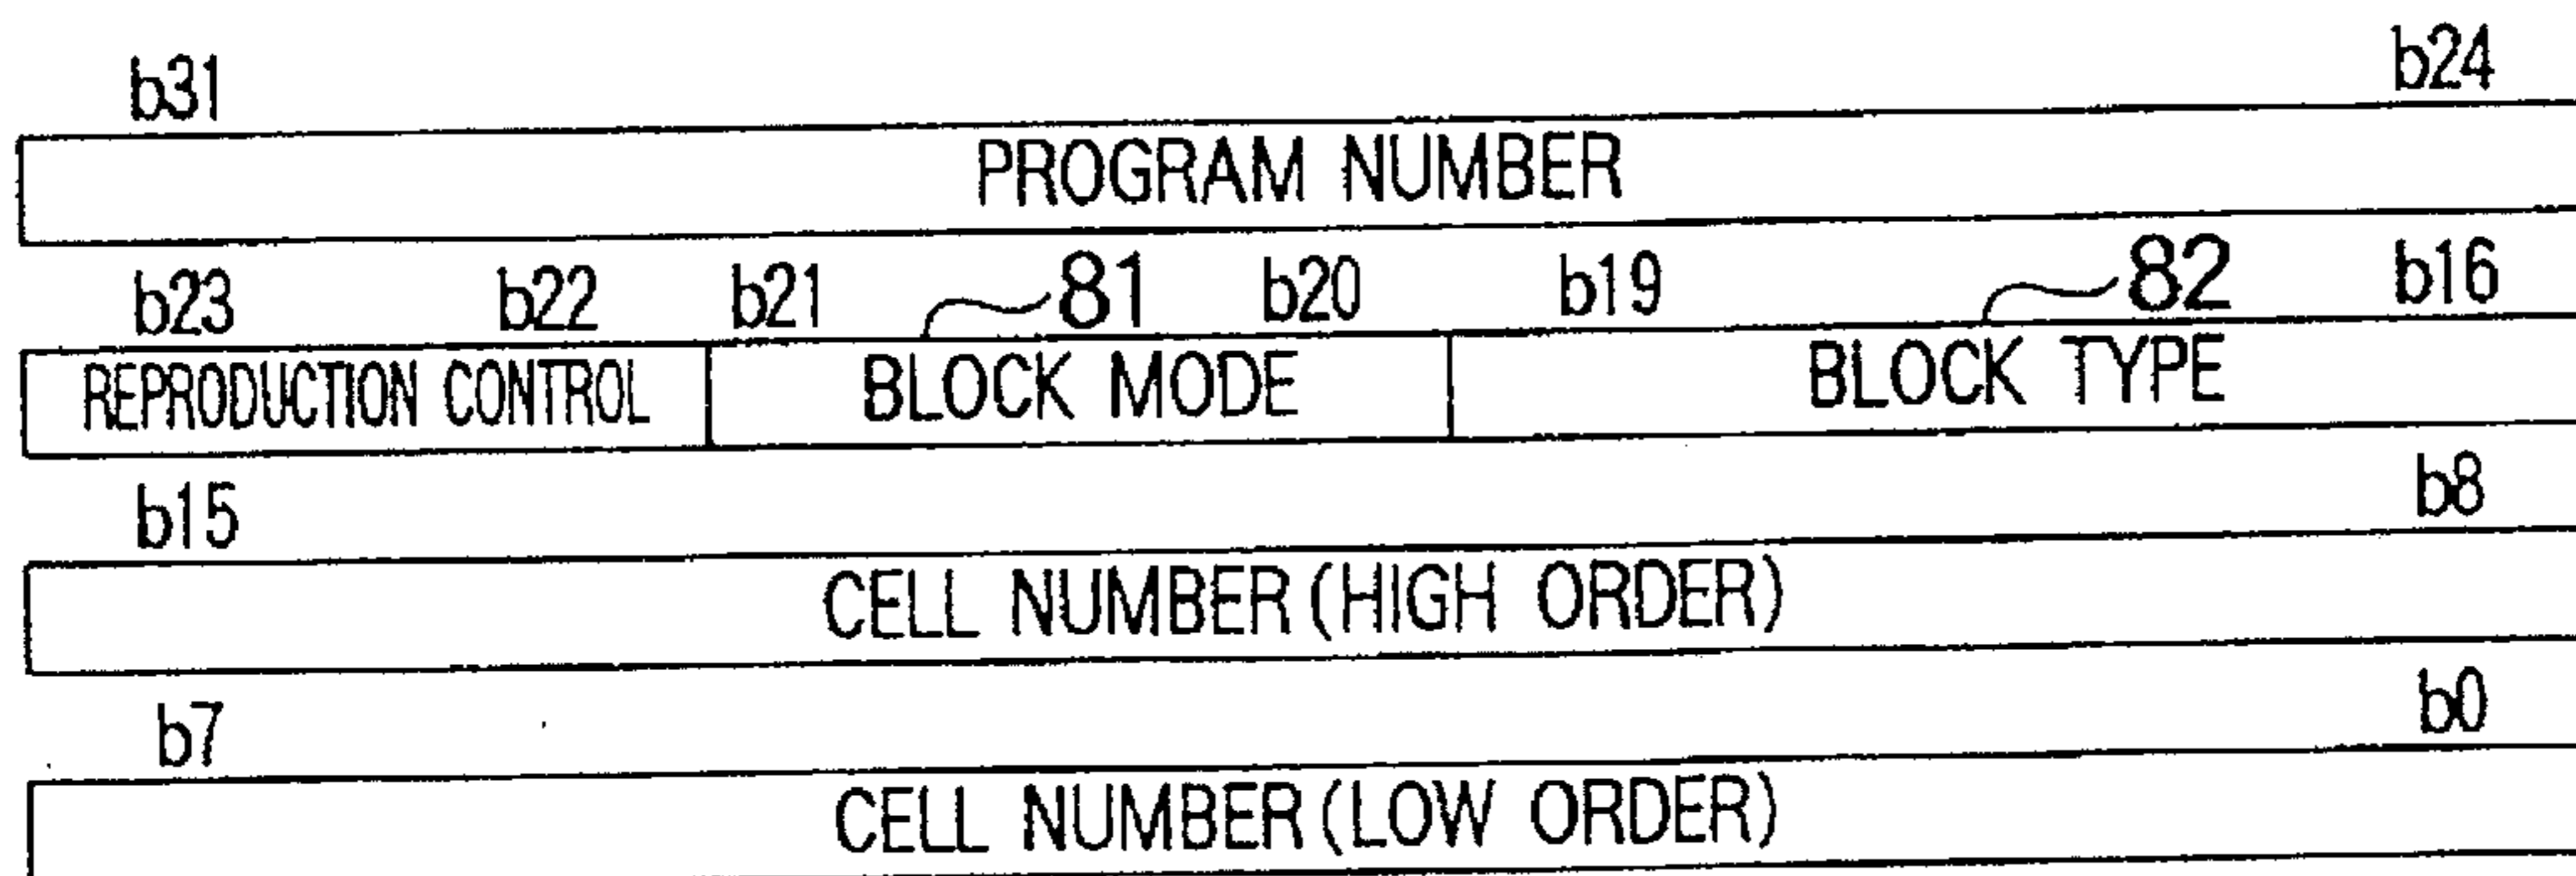 b31 b24
PROGRAM NUMBER
b23 b22 b21 81 b20 b19 82 b16
REPRODUCTION CONTROL BLOCK MODE BLOCK TYPE
b15 b8
CELL NUMBER (HIGH ORDER)
b7 b0
CELL NUMBER (LOW ORDER)